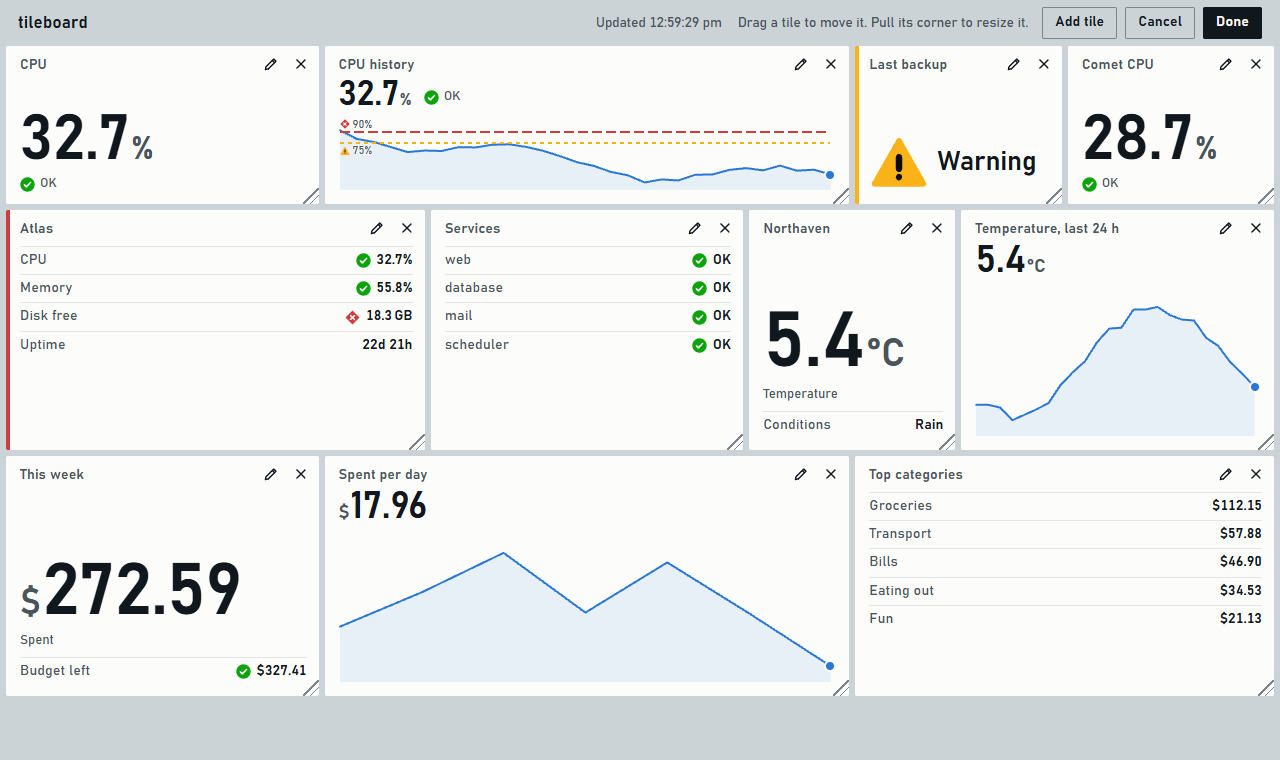 tileboard
Updated 12:59:29 pm
Drag a tile to move it. Pull its corner to resize it.
Add tile
Cancel
Done
CPU
32.7%
OK
CPU history
32.7%
OK
90%
75%
Last backup
Warning
Comet CPU
28.7%
OK
Atlas
CPU 32.7%
Memory 55.8%
Disk free 18.3 GB
Uptime 22d 21h
Services
web OK
database OK
mail OK
scheduler OK
Northaven
5.4°C
Temperature
Conditions Rain
Temperature, last 24 h
5.4°C
This week
$272.59
Spent
Budget left $327.41
Spent per day
$17.96
Top categories
Groceries $112.15
Transport $57.88
Bills $46.90
Eating out $34.53
Fun $21.13